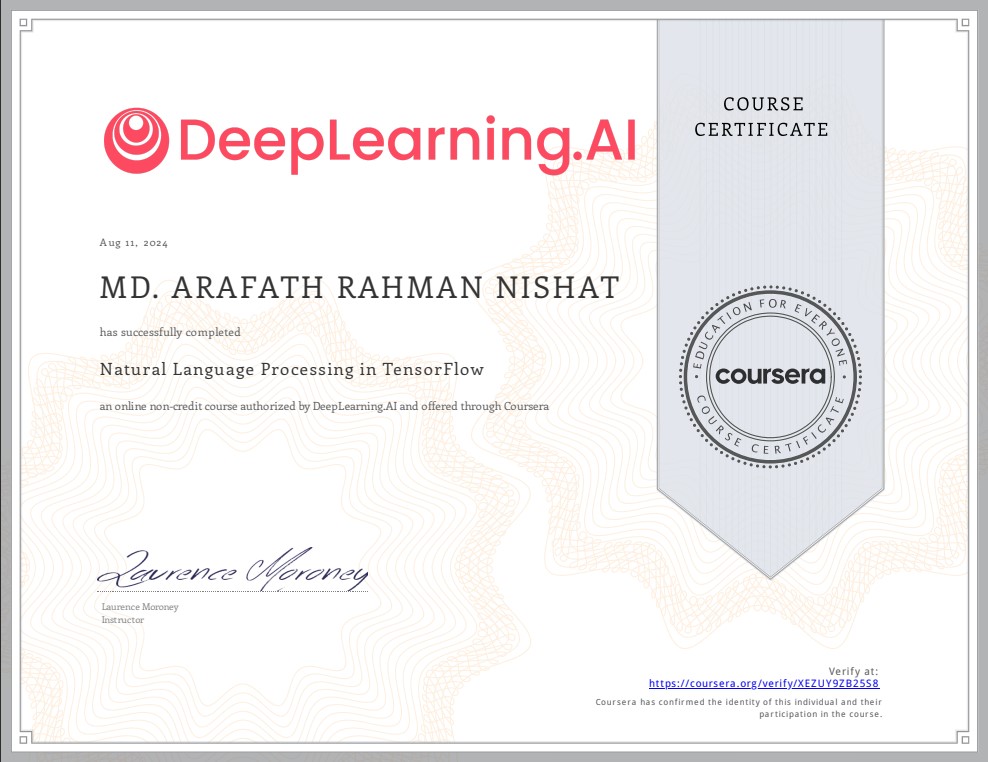 DeepLearning.AI
COURSE
CERTIFICATE
Aug 11, 2024
MD. ARAFATH RAHMAN NISHAT
has successfully completed
Natural Language Processing in TensorFlow
an online non-credit course authorized by DeepLearning.AI and offered through Coursera
EDUCATION FOR EVERYONE
coursera
COURSE CERTIFICATE
Laurence Moroney
Laurence Moroney
Instructor
Verify at:
https://coursera.org/verify/XEZUY9ZB25S8
Coursera has confirmed the identity of this individual and their
participation in the course.